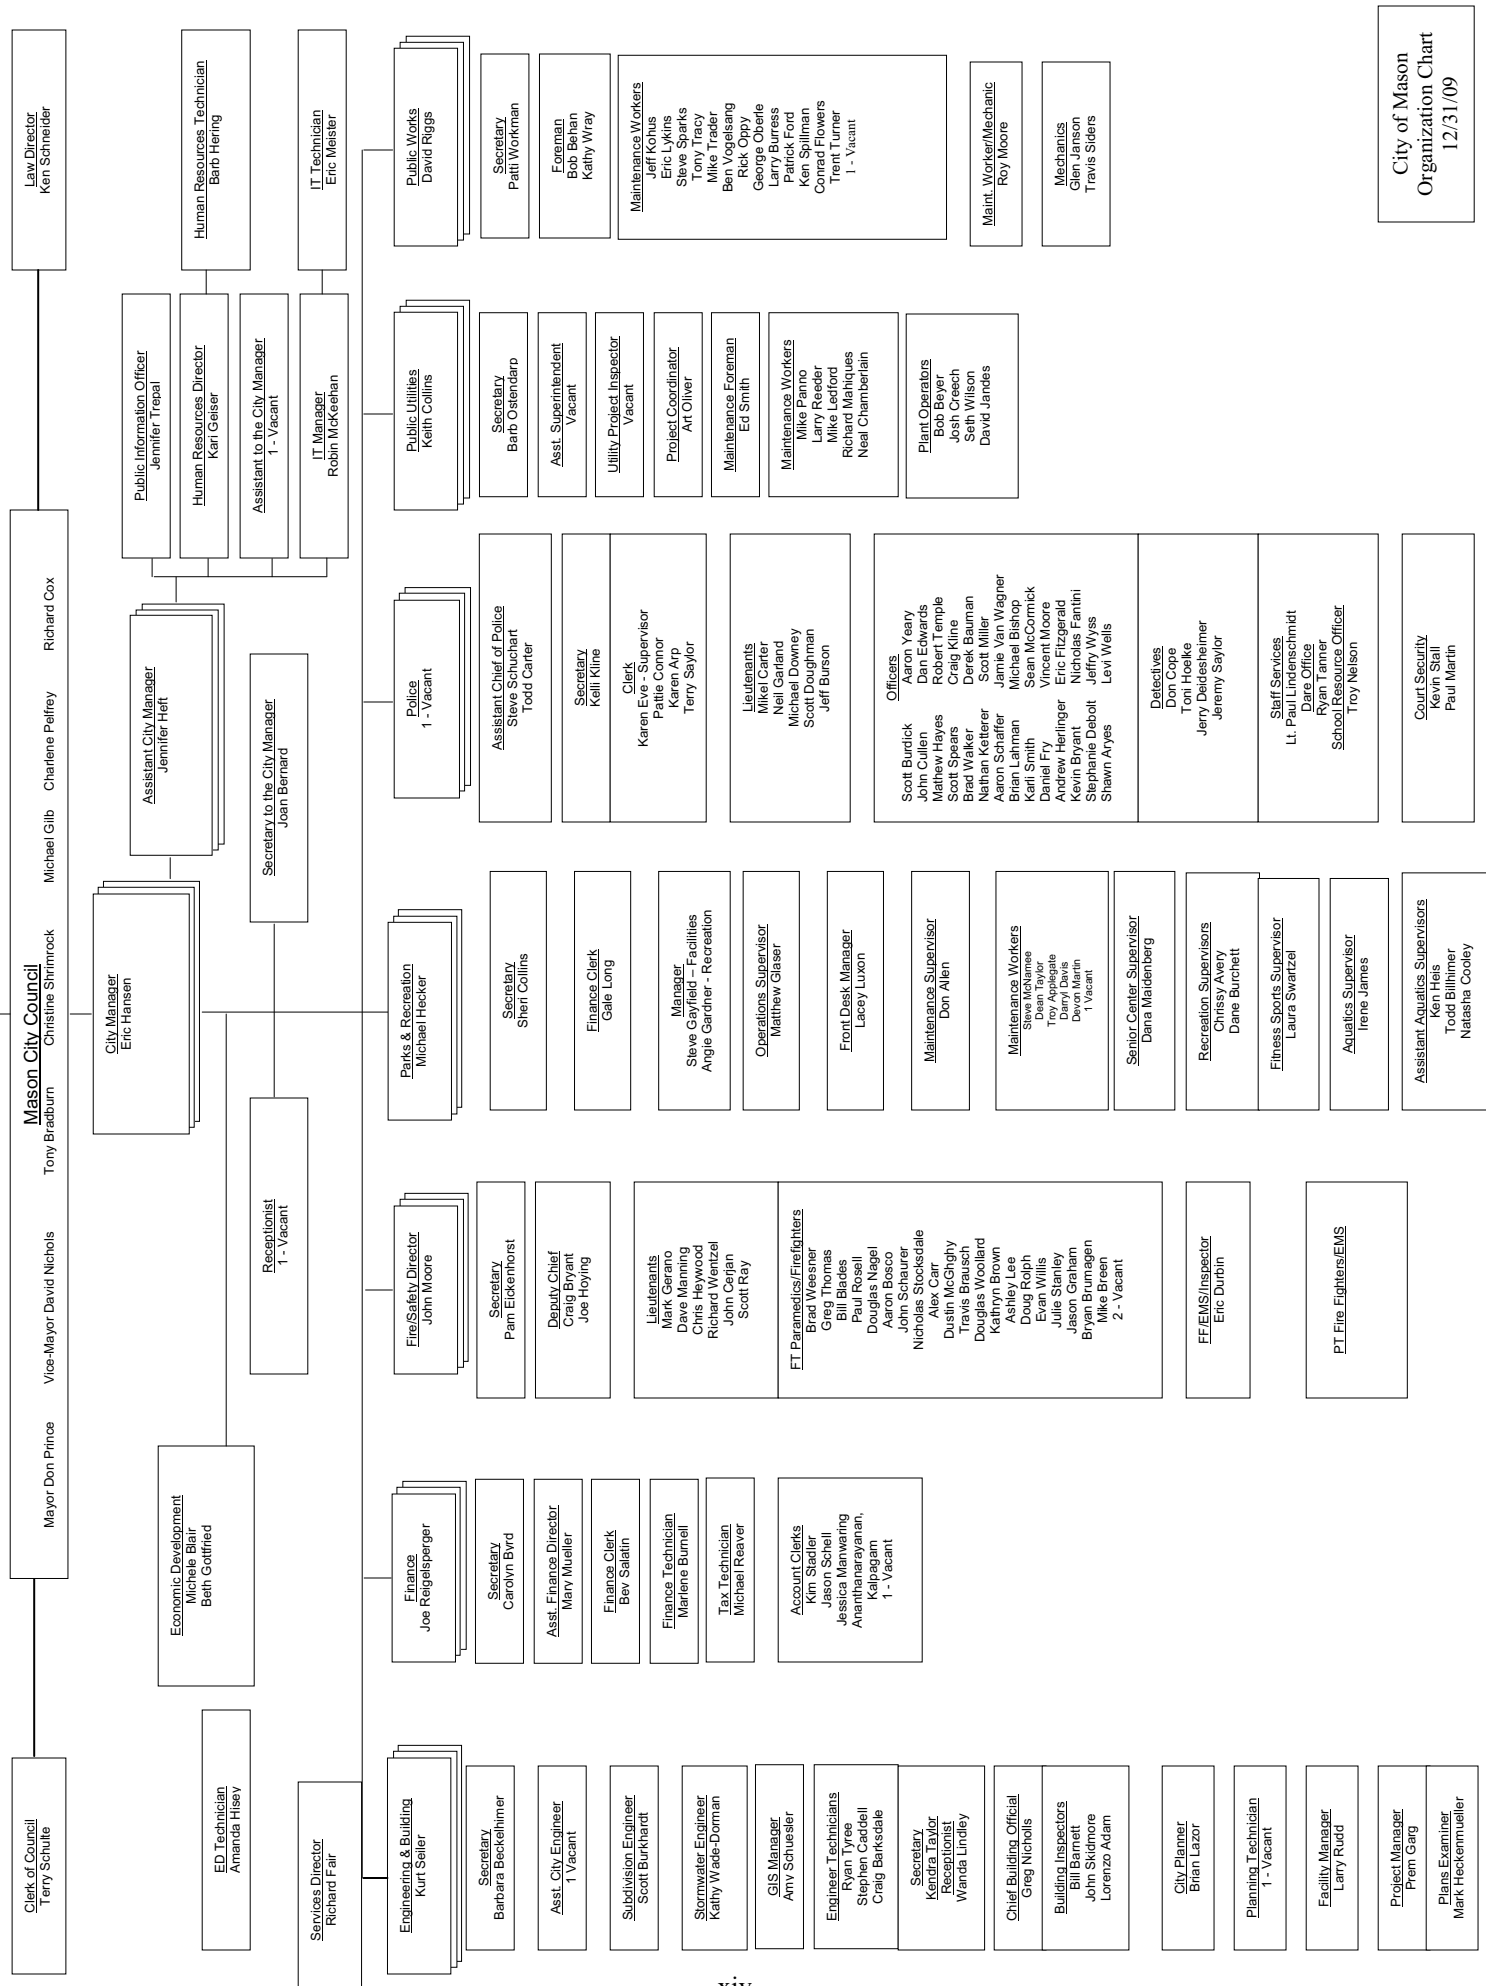 Mason City Council
Mayor Don Prince Vice-Mayor David Nichols Tony Bradburn Christine Shrimrock Michael Gilb Charlene Pelfrey Richard Cox
Clerk of Council
Terry Schulte
Law Director
Ken Schneider
City Manager
Eric Hansen
Assistant City Manager
Jennifer Heft
Public Information Officer
Jennifer Trepal
Human Resources Director
Kari Geiser
Human Resources Technician
Barb Hering
Assistant to the City Manager
1 - Vacant
IT Manager
Robin McKeehan
IT Technician
Eric Meister
Economic Development
Michele Blair
Beth Gottfried
ED Technician
Amanda Hisey
Receptionist
1 - Vacant
Secretary to the City Manager
Joan Bernard
Services Director
Richard Fair
Engineering & Building
Kurt Seiler
Secretary
Barbara Beckelhimer
Asst. City Engineer
1 Vacant
Subdivision Engineer
Scott Burkhardt
Stormwater Engineer
Kathy Wade-Dorman
GIS Manager
Amy Schuesler
Engineer Technicians
Ryan Tyree
Stephen Caddell
Craig Barksdale
Secretary
Kendra Taylor
Receptionist
Wanda Lindley
Chief Building Official
Greg Nicholls
Building Inspectors
Bill Barnett
John Skidmore
Lorenzo Adam
City Planner
Brian Lazor
Planning Technician
1 - Vacant
Facility Manager
Larry Rudd
Project Manager
Prem Garg
Plans Examiner
Mark Heckenmueller
Finance
Joe Reigelsperger
Secretary
Carolyn Byrd
Asst. Finance Director
Mary Mueller
Finance Clerk
Bev Salatin
Finance Technician
Marlene Burnell
Tax Technician
Michael Reaver
Account Clerks
Kim Stadler
Jason Schell
Jessica Manwaring
Ananthanarayanan,
Kalpagam
1 - Vacant
Fire/Safety Director
John Moore
Secretary
Pam Eickenhorst
Deputy Chief
Craig Bryant
Joe Hoying
Lieutenants
Mark Gerano
Dave Manning
Chris Heywood
Richard Wentzel
John Cerjan
Scott Ray
FT Paramedics/Firefighters
Brad Weesner
Greg Thomas
Bill Blades
Paul Rosell
Douglas Nagel
Aaron Bosco
John Schaurer
Nicholas Stocksdale
Alex Carr
Dustin McGhghy
Travis Brausch
Douglas Woollard
Kathryn Brown
Ashley Lee
Doug Rolph
Evan Willis
Julie Stanley
Jason Graham
Bryan Brumagen
Mike Breen
2 - Vacant
FF/EMS/Inspector
Eric Durbin
PT Fire Fighters/EMS
Parks & Recreation
Michael Hecker
Secretary
Sheri Collins
Finance Clerk
Gale Long
Manager
Steve Gayfield – Facilities
Angie Gardner - Recreation
Operations Supervisor
Matthew Glaser
Front Desk Manager
Lacey Luxon
Maintenance Supervisor
Don Allen
Maintenance Workers
Steve McNamee
Dean Taylor
Troy Applegate
Darryl Davis
Devon Martin
1 Vacant
Senior Center Supervisor
Dana Maidenberg
Recreation Supervisors
Chrissy Avery
Dane Burchett
Fitness Sports Supervisor
Laura Swartzel
Aquatics Supervisor
Irene James
Assistant Aquatics Supervisors
Ken Heis
Todd Billhimer
Natasha Cooley
Police
1 - Vacant
Assistant Chief of Police
Steve Schuchart
Todd Carter
Secretary
Kelli Kline
Clerk
Karen Eve - Supervisor
Pattie Connor
Karen Arp
Terry Saylor
Lieutenants
Mikel Carter
Neil Garland
Michael Downey
Scott Doughman
Jeff Burson
Officers
Scott Burdick Aaron Yeary
John Cullen Dan Edwards
Mathew Hayes Robert Temple
Scott Spears Craig Kline
Brad Walker Derek Bauman
Nathan Ketterer Scott Miller
Aaron Schaffer Jamie Van Wagner
Brian Lahman Michael Bishop
Karli Smith Sean McCormick
Daniel Fry Vincent Moore
Andrew Herlinger Eric Fitzgerald
Kevin Bryant Nicholas Fantini
Stephanie Debolt Jeffry Wyss
Shawn Aryes Levi Wells
Detectives
Don Cope
Toni Hoelke
Jerry Deidesheimer
Jeremy Saylor
Staff Services
Lt. Paul Lindenschmidt
Dare Office
Ryan Tanner
School Resource Officer
Troy Nelson
Court Security
Kevin Stall
Paul Martin
Public Utilities
Keith Collins
Secretary
Barb Ostendarp
Asst. Superintendent
Vacant
Utility Project Inspector
Vacant
Project Coordinator
Art Oliver
Maintenance Foreman
Ed Smith
Maintenance Workers
Mike Panno
Larry Reeder
Mike Ledford
Richard Mahiques
Neal Chamberlain
Plant Operators
Bob Beyer
Josh Creech
Seth Wilson
David Jandes
Public Works
David Riggs
Secretary
Patti Workman
Foreman
Bob Behan
Kathy Wray
Maintenance Workers
Jeff Kohus
Eric Lykins
Steve Sparks
Tony Tracy
Mike Trader
Ben Vogelsang
Rick Oppy
George Oberle
Larry Burress
Patrick Ford
Ken Spillman
Conrad Flowers
Trent Turner
1 - Vacant
Maint. Worker/Mechanic
Roy Moore
Mechanics
Glen Janson
Travis Siders
City of Mason
Organization Chart
12/31/09
xiv